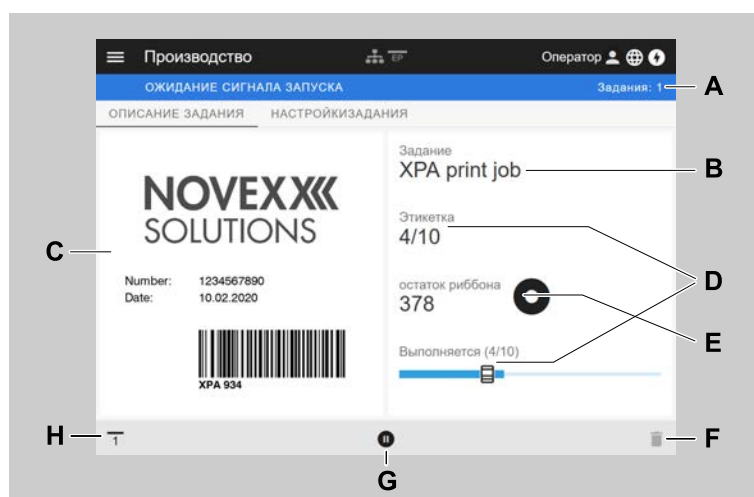 Производство
EP
Оператор
ОЖИДАНИЕ СИГНАЛА ЗАПУСКА
Задания: 1
A
ОПИСАНИЕ ЗАДАНИЯ
НАСТРОЙКИЗАДАНИЯ
Задание
XPA print job
B
NOVEXX
SOLUTIONS
Этикетка
4/10
C
Number: 1234567890
Date: 10.02.2020
остаток риббона
378
D
E
Выполняется (4/10)
XPA 934
H
1
G
F